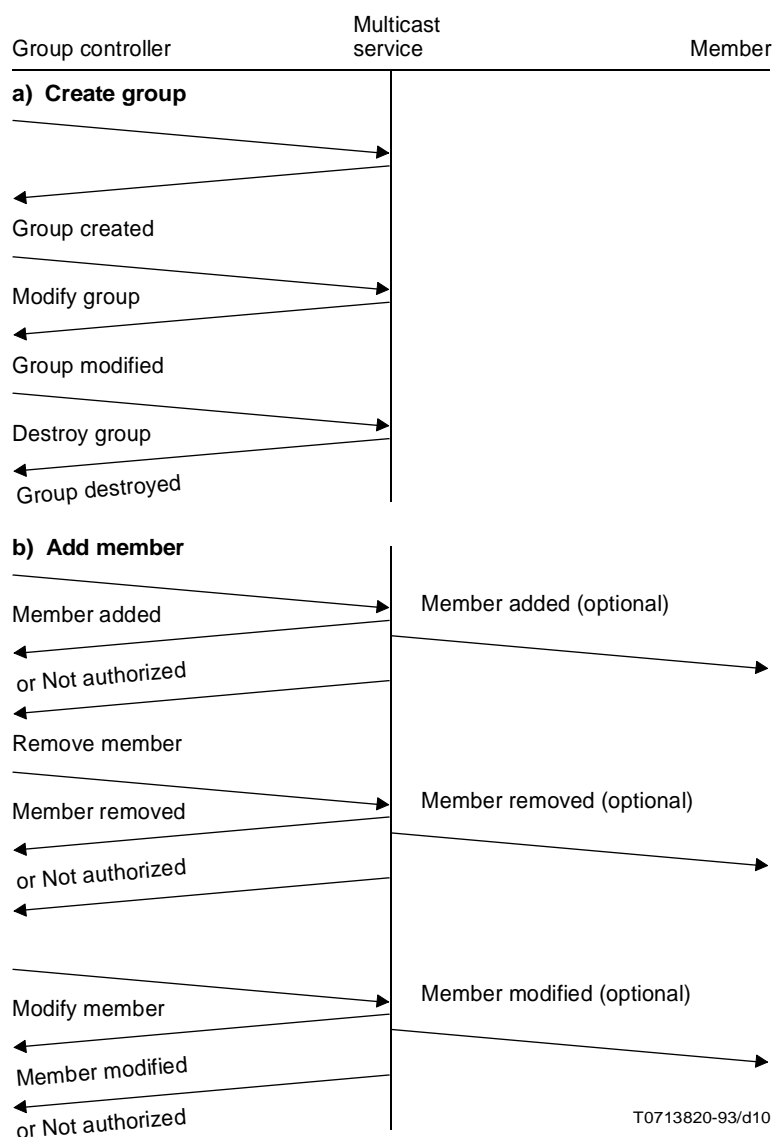 Group controller
Multicast
service
Member
a) Create group
Group created
Modify group
Group modified
Destroy group
Group destroyed
b) Add member
Member added
Member added (optional)
or Not authorized
Remove member
Member removed
Member removed (optional)
or Not authorized
Modify member
Member modified (optional)
Member modified
or Not authorized
T0713820-93/d10